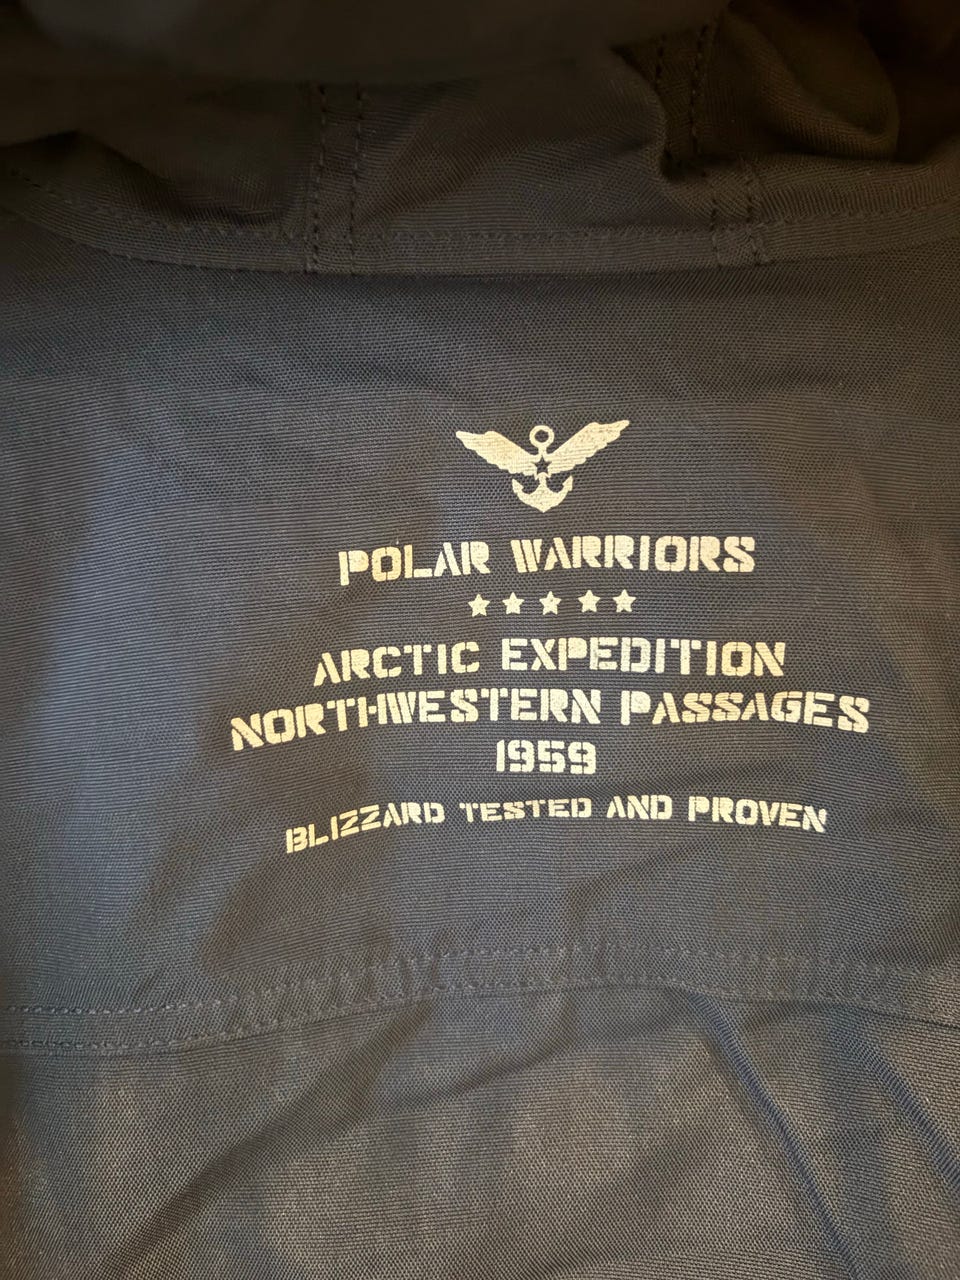 POLAR WARRIORS
ARCTIC EXPEDITION
NORTHWESTERN PASSAGES
1959
BLIZZARD TESTED AND PROVEN